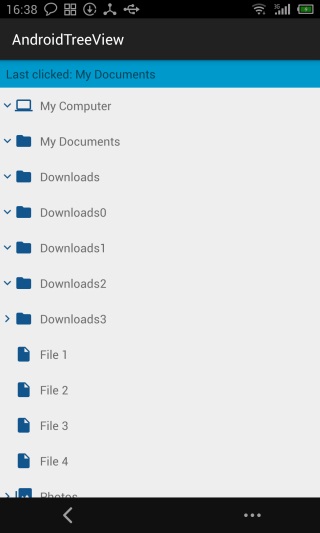 16:38
3G
AndroidTreeView
Last clicked: My Documents
My Computer
My Documents
Downloads
Downloads0
Downloads1
Downloads2
Downloads3
File 1
File 2
File 3
File 4
Photos